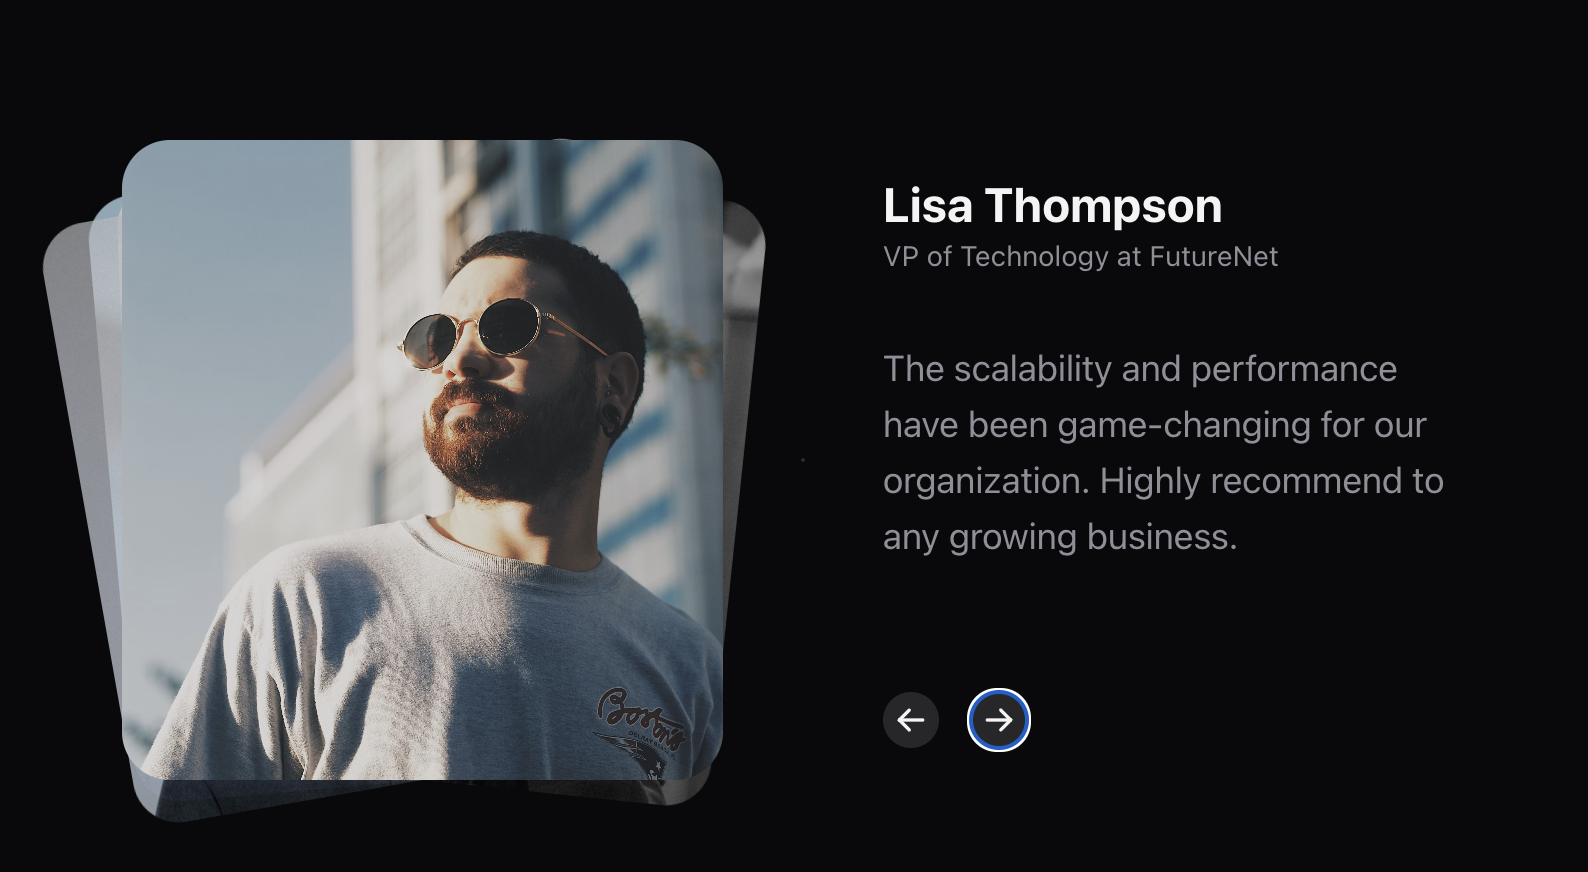 Lisa Thompson
VP of Technology at FutureNet
The scalability and performance
have been game-changing for our
organization. Highly recommend to
any growing business.
Boston's